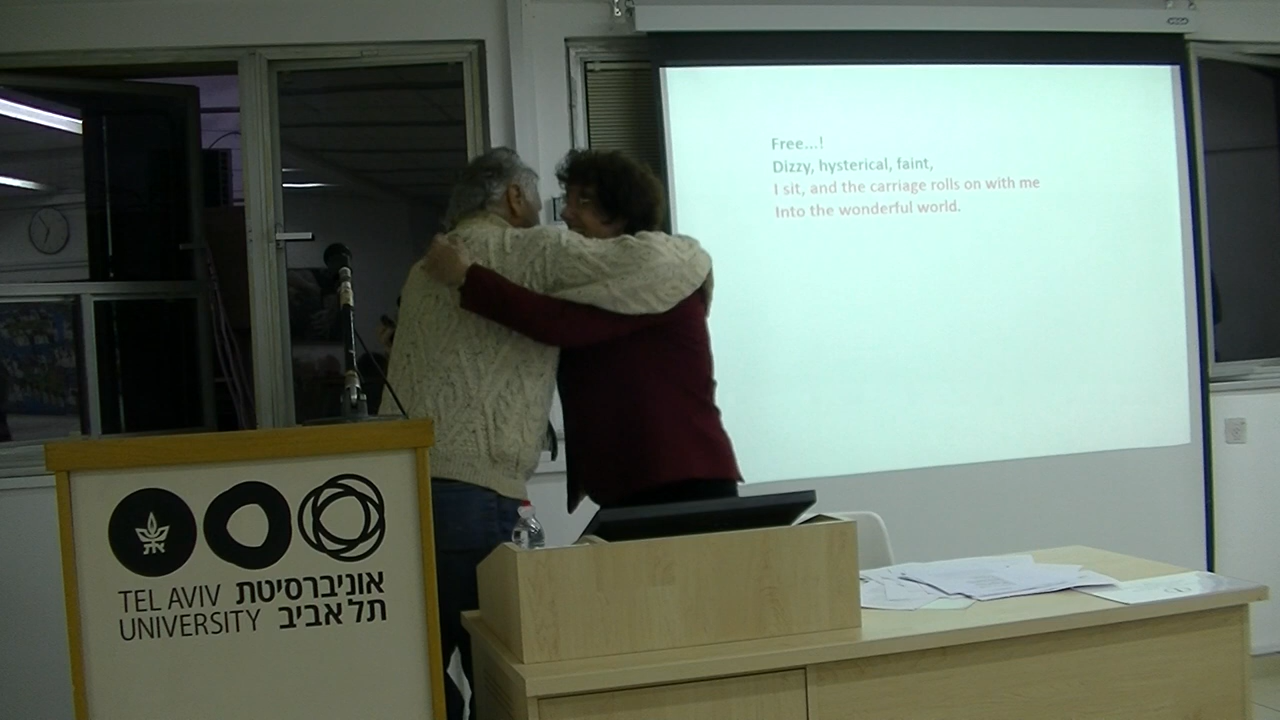 Free...!
Dizzy, hysterical, faint,
I sit, and the carriage rolls on with me
Into the wonderful world.
TEL AVIV אוניברסיטת
UNIVERSITY תל אביב